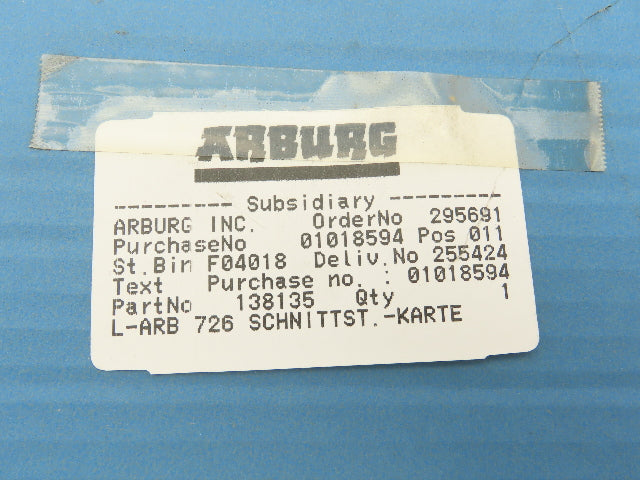 ARBURG
---------- Subsidiary ----------
ARBURG INC. OrderNo 295691
PurchaseNo 01018594 Pos 011
St.Bin F04018 Deliv.No 255424
Text Purchase no. : 01018594
PartNo 138135 Qty 1
L-ARB 726 SCHNITTST.-KARTE